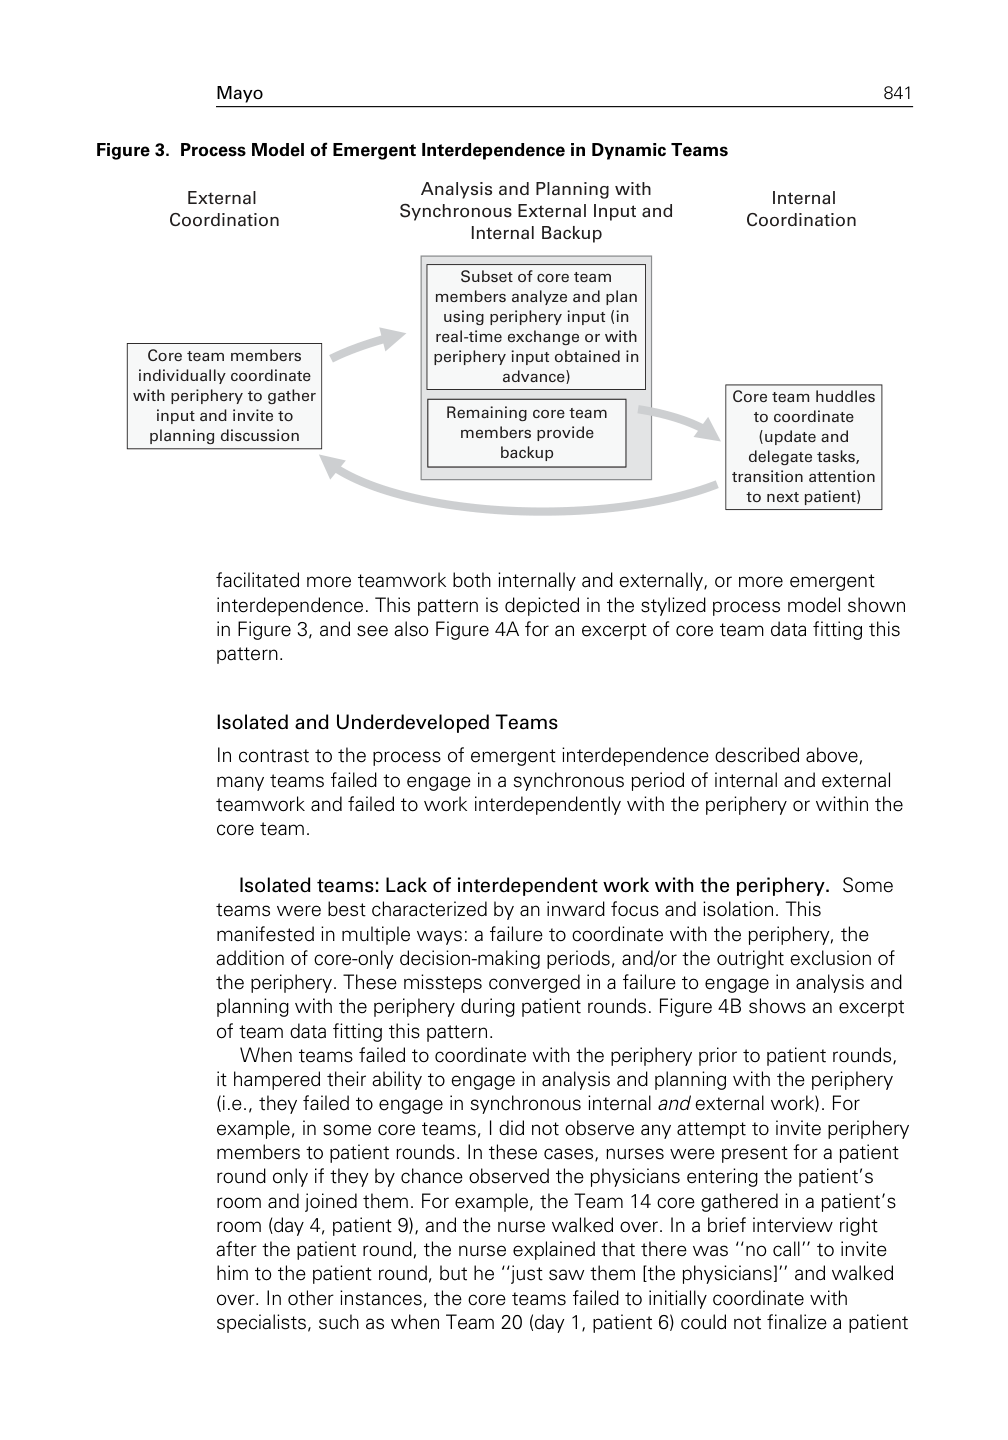 Mayo 841
Figure 3. Process Model of Emergent Interdependence in Dynamic Teams
External
Coordination
Analysis and Planning with
Synchronous External Input and
Internal Backup
Internal
Coordination
Core team members
individually coordinate
with periphery to gather
input and invite to
planning discussion
Subset of core team
members analyze and plan
using periphery input (in
real-time exchange or with
periphery input obtained in
advance)
Remaining core team
members provide
backup
Core team huddles
to coordinate
(update and
delegate tasks,
transition attention
to next patient)
facilitated more teamwork both internally and externally, or more emergent
interdependence. This pattern is depicted in the stylized process model shown
in Figure 3, and see also Figure 4A for an excerpt of core team data fitting this
pattern.
Isolated and Underdeveloped Teams
In contrast to the process of emergent interdependence described above,
many teams failed to engage in a synchronous period of internal and external
teamwork and failed to work interdependently with the periphery or within the
core team.
Isolated teams: Lack of interdependent work with the periphery. Some
teams were best characterized by an inward focus and isolation. This
manifested in multiple ways: a failure to coordinate with the periphery, the
addition of core-only decision-making periods, and/or the outright exclusion of
the periphery. These missteps converged in a failure to engage in analysis and
planning with the periphery during patient rounds. Figure 4B shows an excerpt
of team data fitting this pattern.
When teams failed to coordinate with the periphery prior to patient rounds,
it hampered their ability to engage in analysis and planning with the periphery
(i.e., they failed to engage in synchronous internal and external work). For
example, in some core teams, I did not observe any attempt to invite periphery
members to patient rounds. In these cases, nurses were present for a patient
round only if they by chance observed the physicians entering the patient's
room and joined them. For example, the Team 14 core gathered in a patient's
room (day 4, patient 9), and the nurse walked over. In a brief interview right
after the patient round, the nurse explained that there was ''no call'' to invite
him to the patient round, but he ''just saw them [the physicians]'' and walked
over. In other instances, the core teams failed to initially coordinate with
specialists, such as when Team 20 (day 1, patient 6) could not finalize a patient